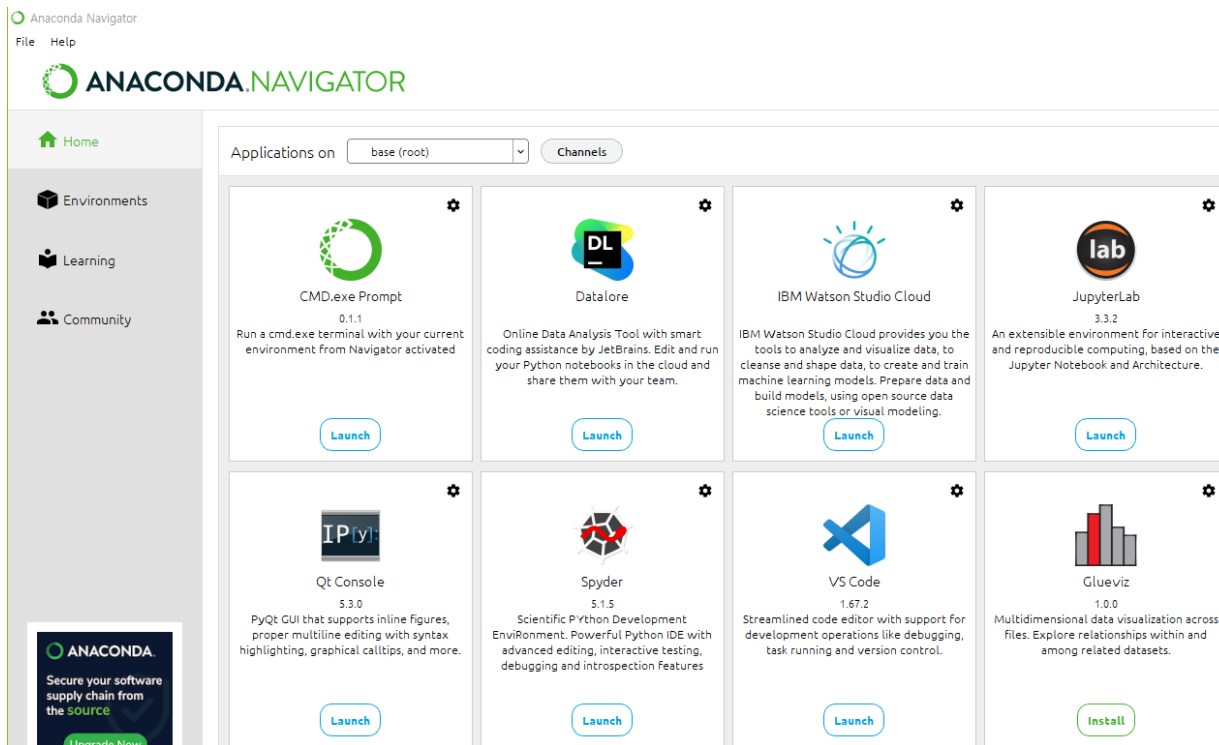 Anaconda Navigator
File Help
ANACONDA.NAVIGATOR
Home
Environments
Learning
Community
Applications on base (root) Channels
CMD.exe Prompt
0.1.1
Run a cmd.exe terminal with your current
environment from Navigator activated
Launch
DL
Datalore
Online Data Analysis Tool with smart
coding assistance by JetBrains. Edit and run
your Python notebooks in the cloud and
share them with your team.
Launch
IBM Watson Studio Cloud
IBM Watson Studio Cloud provides you the
tools to analyze and visualize data, to
cleanse and shape data, to create and train
machine learning models. Prepare data and
build models, using open source data
science tools or visual modeling.
Launch
lab
JupyterLab
3.3.2
An extensible environment for interactive
and reproducible computing, based on the
Jupyter Notebook and Architecture.
Launch
IP[y]:
Qt Console
5.3.0
PyQt GUI that supports inline figures,
proper multiline editing with syntax
highlighting, graphical calltips, and more.
Launch
Spyder
5.1.5
Scientific PYthon Development
EnviRonment. Powerful Python IDE with
advanced editing, interactive testing,
debugging and introspection features
Launch
VS Code
1.67.2
Streamlined code editor with support for
development operations like debugging,
task running and version control.
Launch
Glueviz
1.0.0
Multidimensional data visualization across
files. Explore relationships within and
among related datasets.
Install
ANACONDA.
Secure your software
supply chain from
the source
Upgrade Now